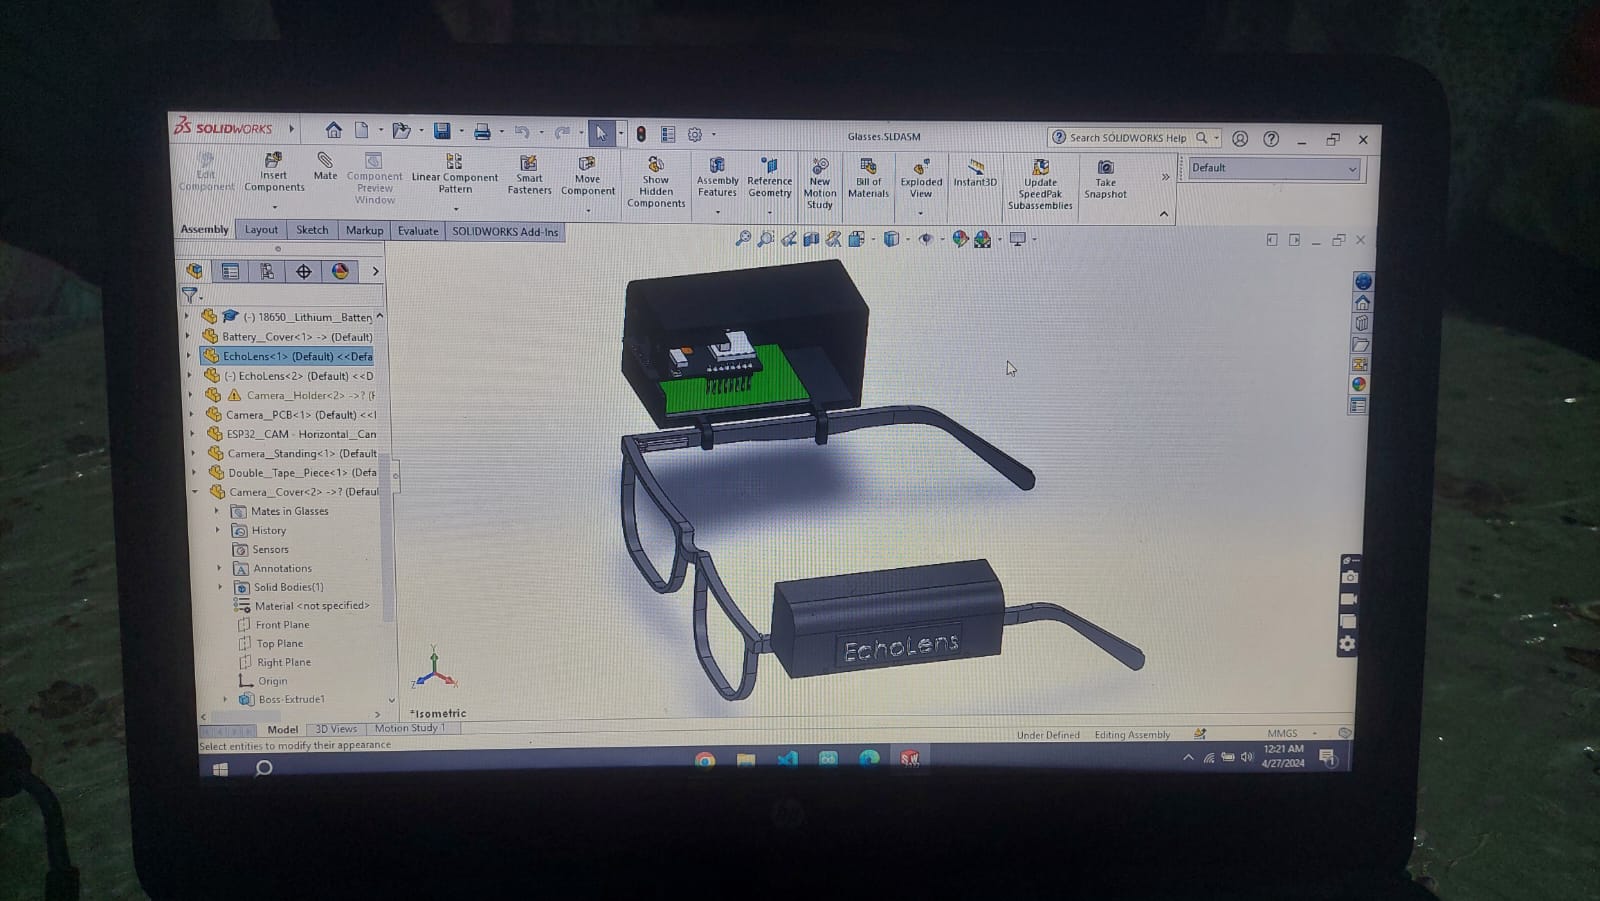 SOLIDWORKS
Glasses.SLDASM
Search SOLIDWORKS Help
Edit Component
Insert Components
Mate
Component Preview Window
Linear Component Pattern
Smart Fasteners
Move Component
Show Hidden Components
Assembly Features
Reference Geometry
New Motion Study
Bill of Materials
Exploded View
Instant3D
Update SpeedPak Subassemblies
Take Snapshot
Default
Assembly
Layout
Sketch
Markup
Evaluate
SOLIDWORKS Add-Ins
(-) 18650_Lithium_Batter
Battery_Cover<1> -> (Default)
EchoLens<1> (Default) <<Defa
(-) EchoLens<2> (Default) <<D
Camera_Holder<2> ->? (
Camera_PCB<1> (Default) <<
ESP32_CAM - Horizontal_Can
Camera_Standing<1> (Default
Double_Tape_Piece<1> (Defa
Camera_Cover<2> ->? (Defaul
Mates in Glasses
History
Sensors
Annotations
Solid Bodies(1)
Material <not specified>
Front Plane
Top Plane
Right Plane
Origin
Boss-Extrude1
EchoLens
*Isometric
Model
3D Views
Motion Study 1
Select entities to modify their appearance
Under Defined
Editing Assembly
MMGS
12:21 AM
4/27/2024